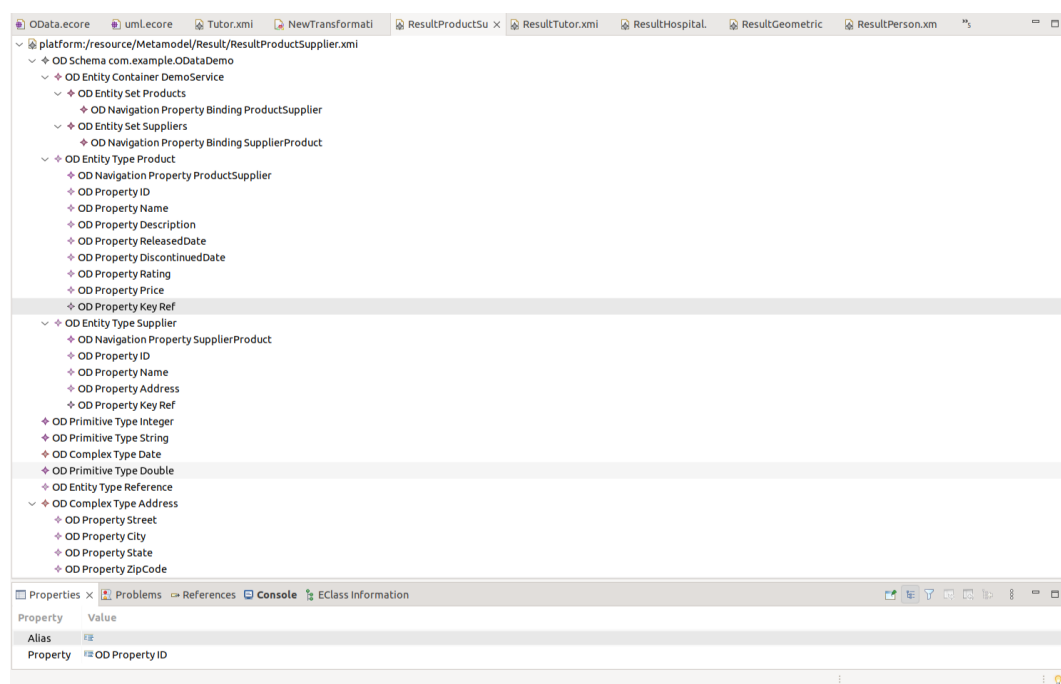 OData.ecore uml.ecore Tutor.xmi NewTransformati ResultProductSu ResultTutor.xmi ResultHospital. ResultGeometric ResultPerson.xm "5
platform:/resource/Metamodel/Result/ResultProductSupplier.xmi
OD Schema com.example.ODataDemo
OD Entity Container DemoService
OD Entity Set Products
OD Navigation Property Binding ProductSupplier
OD Entity Set Suppliers
OD Navigation Property Binding SupplierProduct
OD Entity Type Product
OD Navigation Property ProductSupplier
OD Property ID
OD Property Name
OD Property Description
OD Property ReleasedDate
OD Property DiscontinuedDate
OD Property Rating
OD Property Price
OD Property Key Ref
OD Entity Type Supplier
OD Navigation Property SupplierProduct
OD Property ID
OD Property Name
OD Property Address
OD Property Key Ref
OD Primitive Type Integer
OD Primitive Type String
OD Complex Type Date
OD Primitive Type Double
OD Entity Type Reference
OD Complex Type Address
OD Property Street
OD Property City
OD Property State
OD Property ZipCode
Properties Problems References Console EClass Information
Property Value
Alias
Property OD Property ID